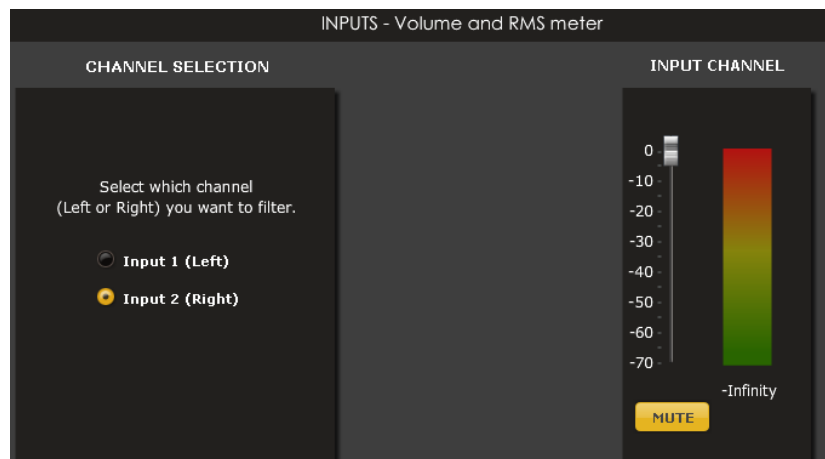 INPUTS - Volume and RMS meter
CHANNEL SELECTION
Select which channel
(Left or Right) you want to filter.
Input 1 (Left)
Input 2 (Right)
INPUT CHANNEL
0
-10
-20
-30
-40
-50
-60
-70
-Infinity
MUTE